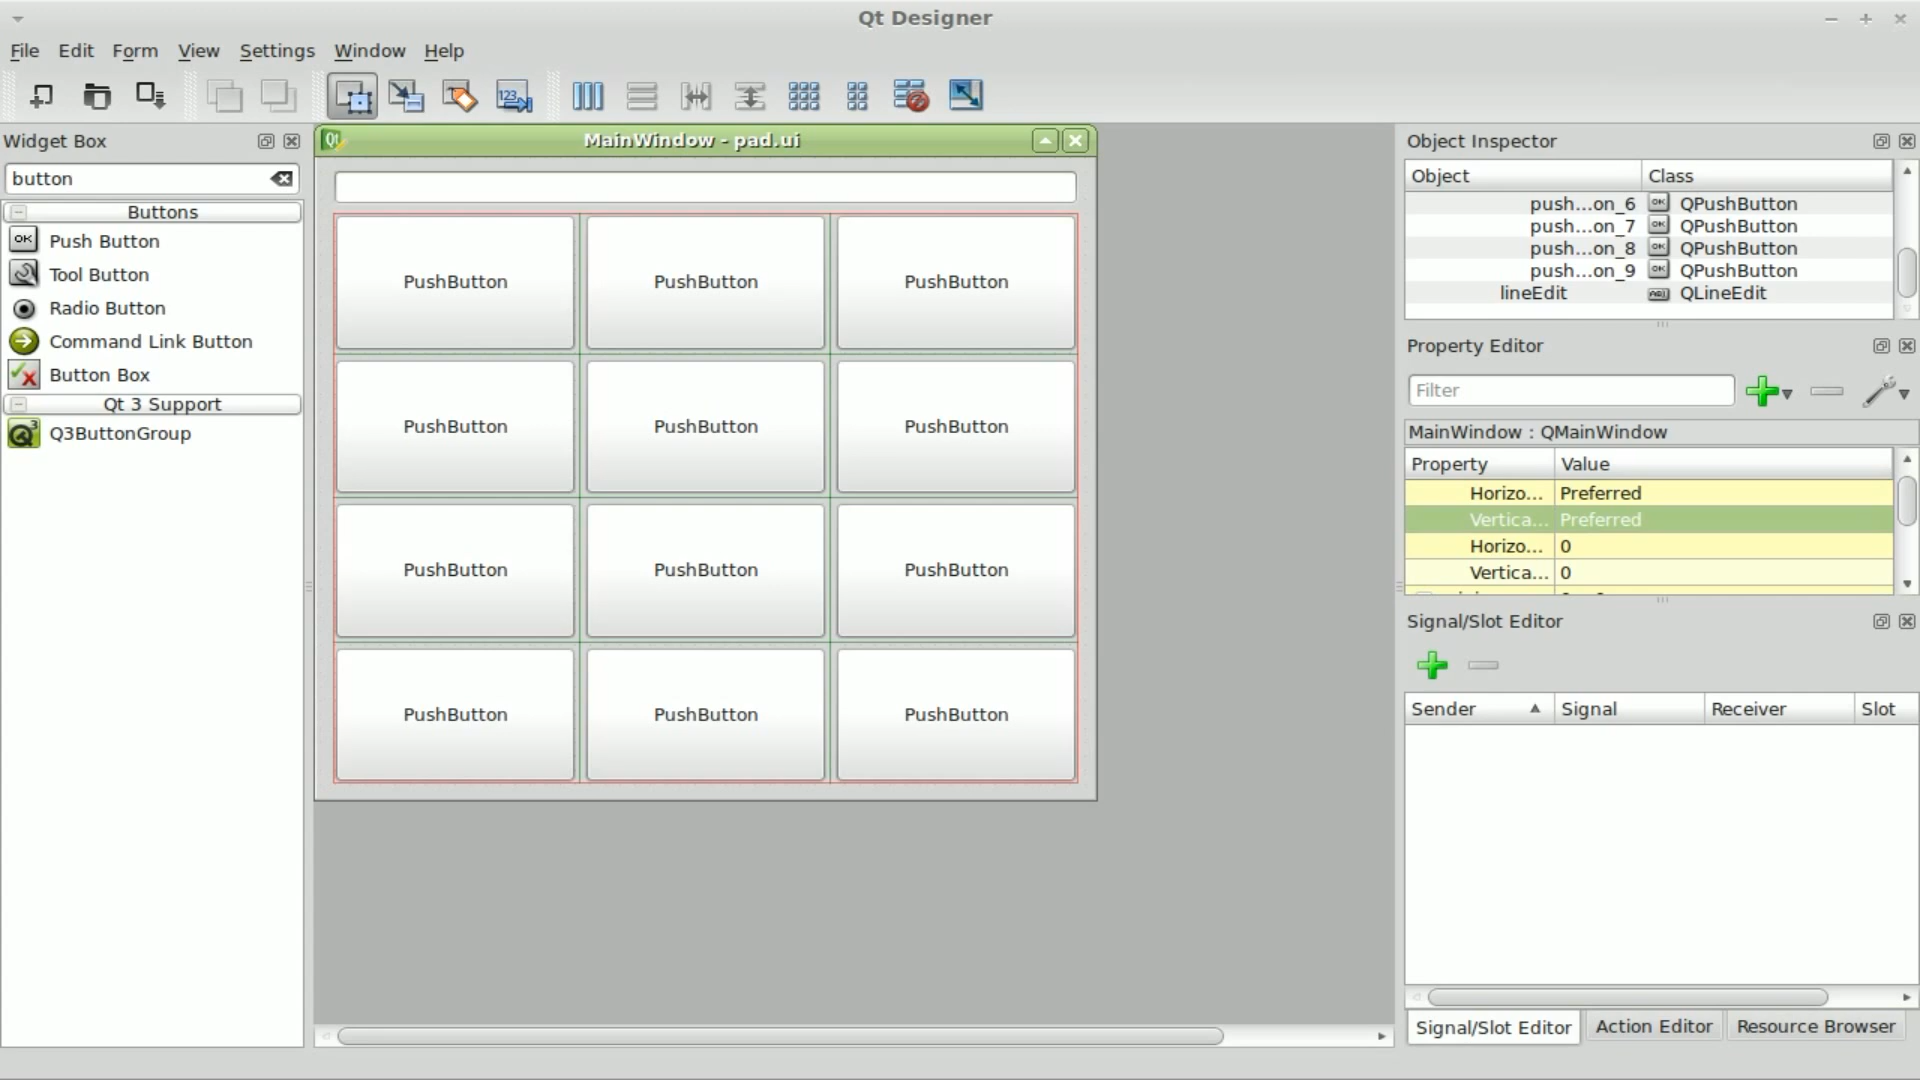 Qt Designer
File Edit Form View Settings Window Help
Widget Box
button
Buttons
Push Button
Tool Button
Radio Button
Command Link Button
Button Box
Qt 3 Support
Q3ButtonGroup
MainWindow - pad.ui
PushButton PushButton PushButton
PushButton PushButton PushButton
PushButton PushButton PushButton
PushButton PushButton PushButton
Object Inspector
Object Class
push...on_6 QPushButton
push...on_7 QPushButton
push...on_8 QPushButton
push...on_9 QPushButton
lineEdit QLineEdit
Property Editor
Filter
MainWindow : QMainWindow
Property Value
Horizo... Preferred
Vertica... Preferred
Horizo... 0
Vertica... 0
Signal/Slot Editor
Sender Signal Receiver Slot
Signal/Slot Editor Action Editor Resource Browser